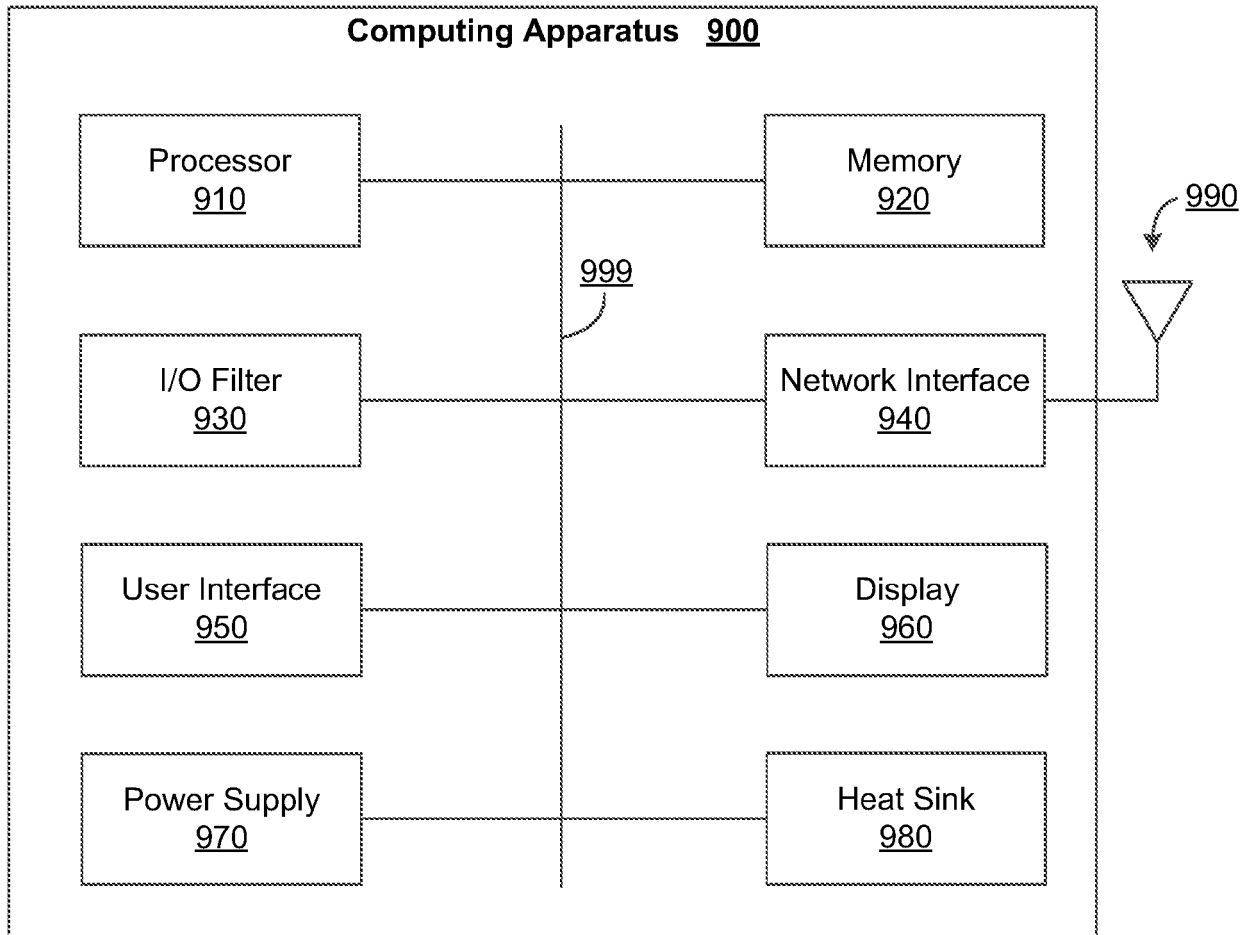 Computing Apparatus 900
Processor
910
Memory
920
990
999
I/O Filter
930
Network Interface
940
User Interface
950
Display
960
Power Supply
970
Heat Sink
980